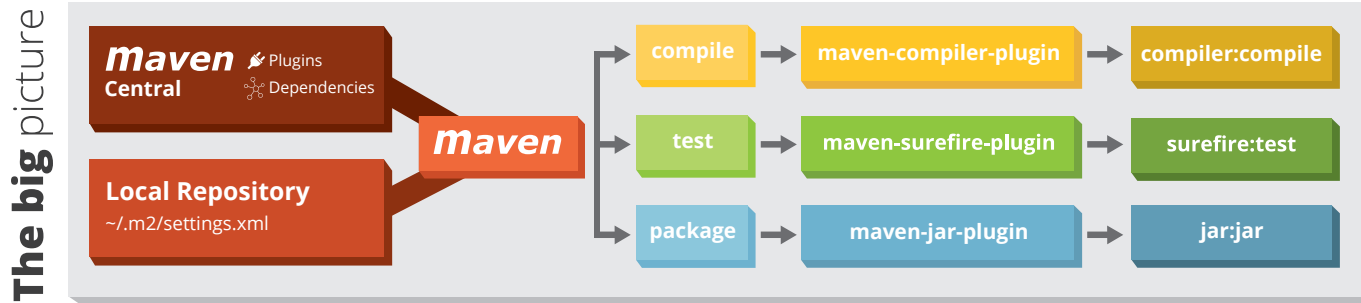 The big picture
maven
Central
Plugins
Dependencies
Local Repository
~/.m2/settings.xml
maven
compile
maven-compiler-plugin
compiler:compile
test
maven-surefire-plugin
surefire:test
package
maven-jar-plugin
jar:jar